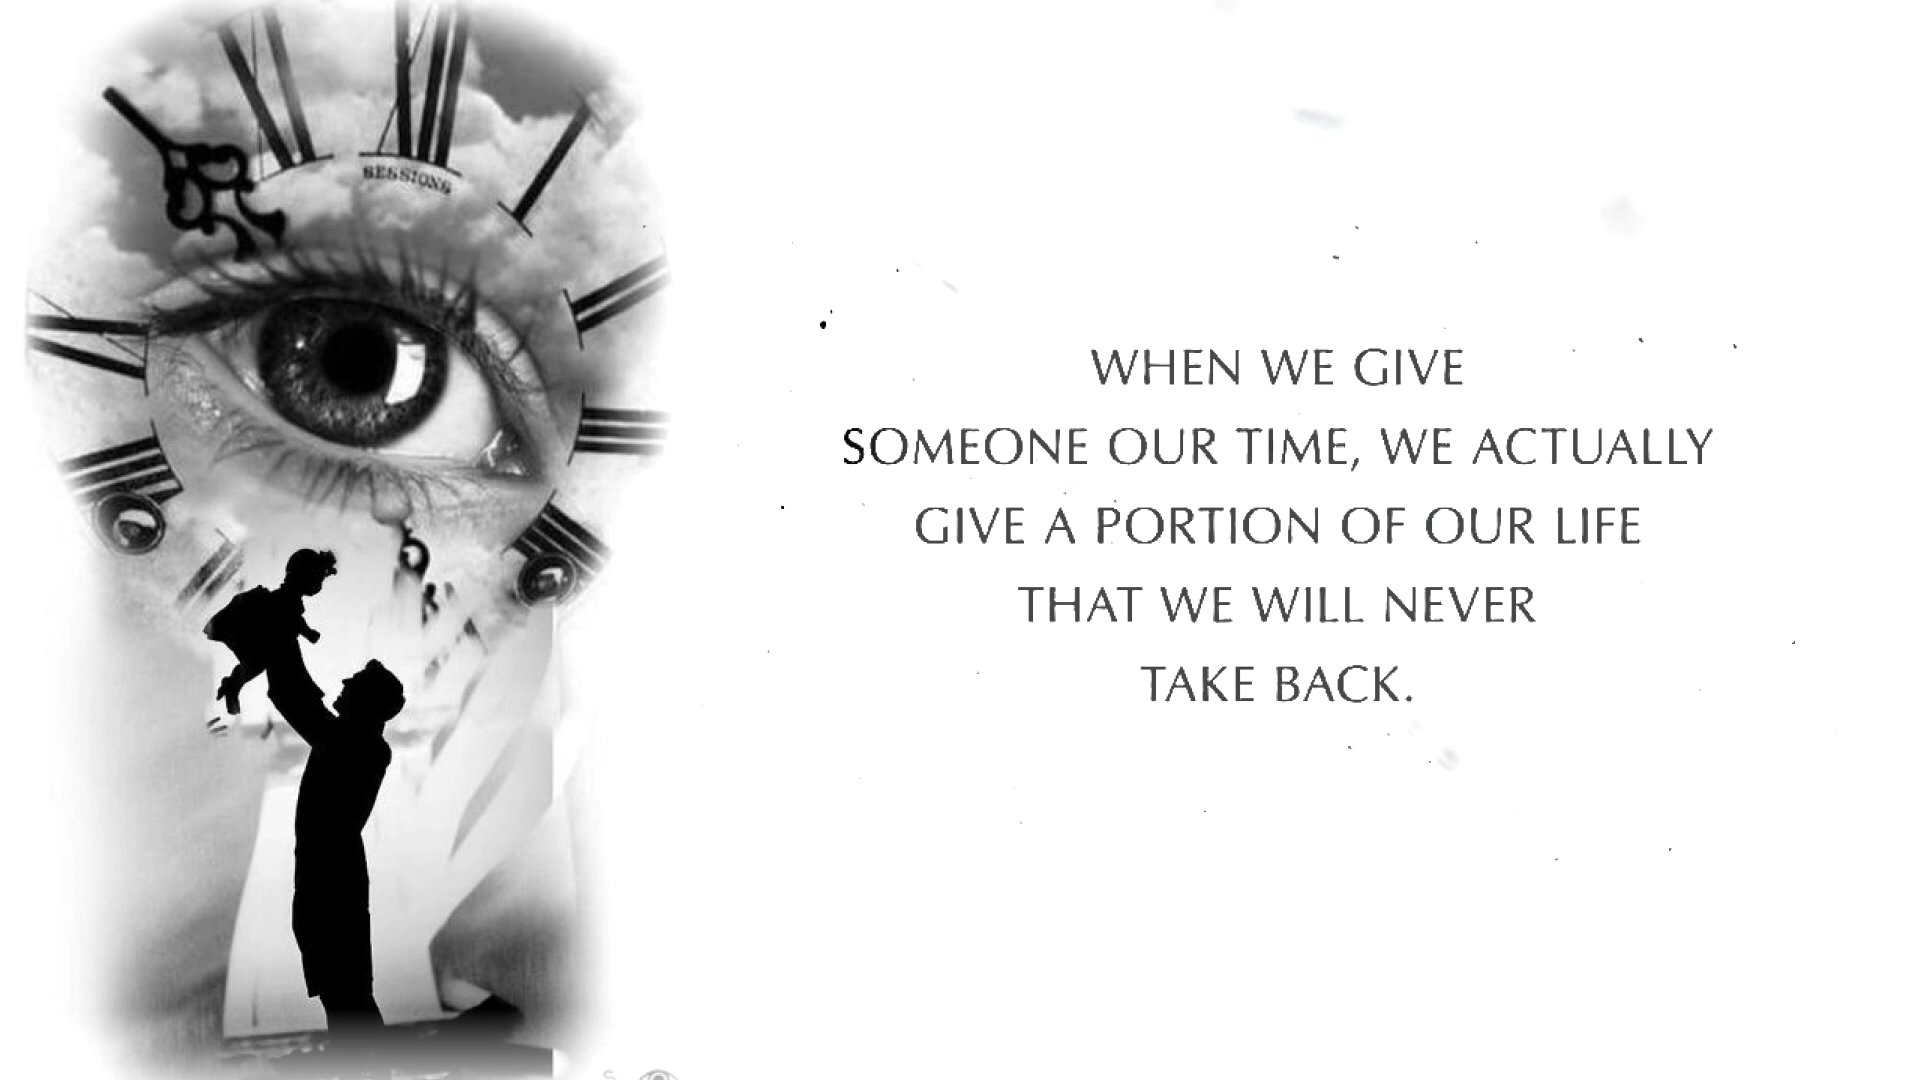 SESSIONS
WHEN WE GIVE
SOMEONE OUR TIME, WE ACTUALLY
GIVE A PORTION OF OUR LIFE
THAT WE WILL NEVER
TAKE BACK.